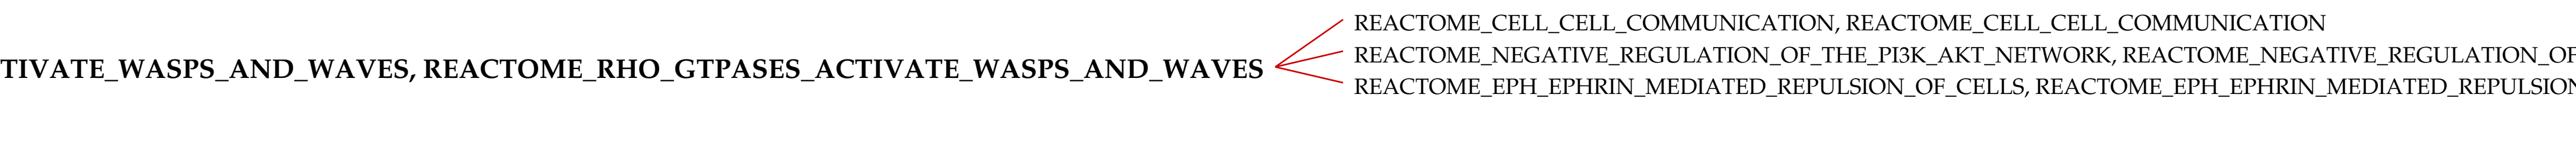 REACTOME_CELL_CELL_COMMUNICATION, REACTOME_CELL_CELL_COMMUNICATION
REACTOME_NEGATIVE_REGULATION_OF_THE_PI3K_AKT_NETWORK, REACTOME_NEGATIVE_REGULATION_OF
TIVATE_WASPS_AND_WAVES, REACTOME_RHO_GTPASES_ACTIVATE_WASPS_AND_WAVES
REACTOME_EPH_EPHRIN_MEDIATED_REPULSION_OF_CELLS, REACTOME_EPH_EPHRIN_MEDIATED_REPULSION